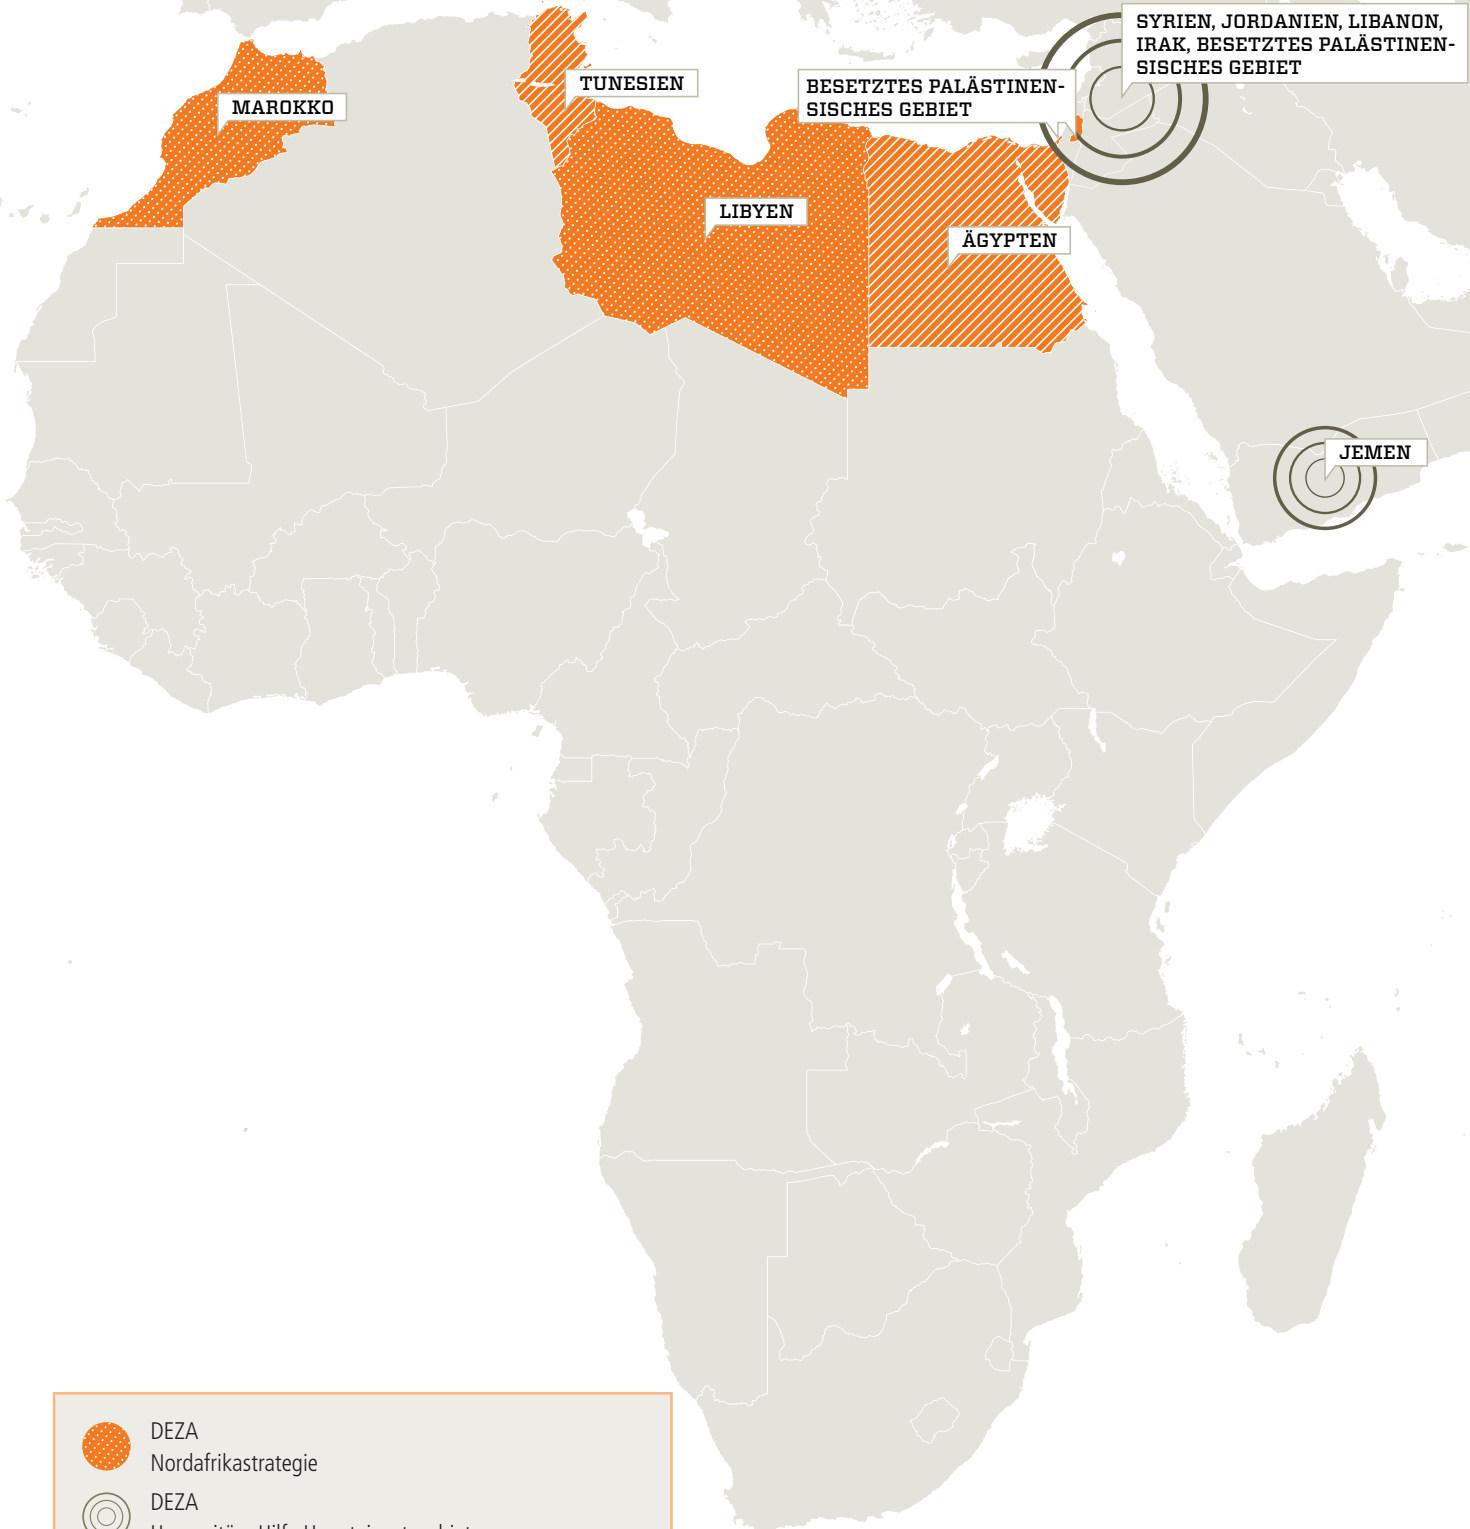 SYRIEN, JORDANIEN, LIBANON,
IRAK, BESETZTES PALÄSTINEN-
SISCHES GEBIET
TUNESIEN
BESETZTES PALÄSTINEN-
SISCHES GEBIET
MAROKKO
LIBYEN
ÄGYPTEN
JEMEN
DEZA
Nordafrikastrategie
DEZA